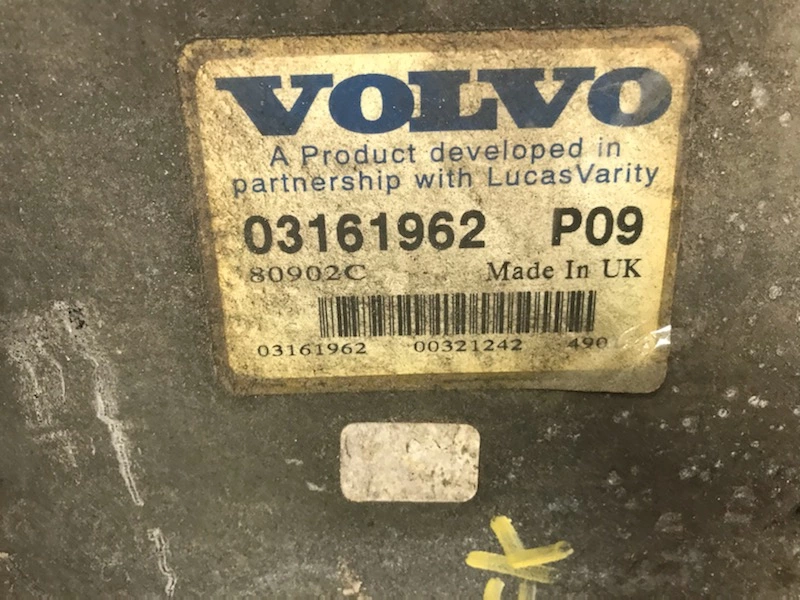 VOLVO
A Product developed in
partnership with LucasVarity
03161962 P09
80902C Made In UK
03161962 00321242 490